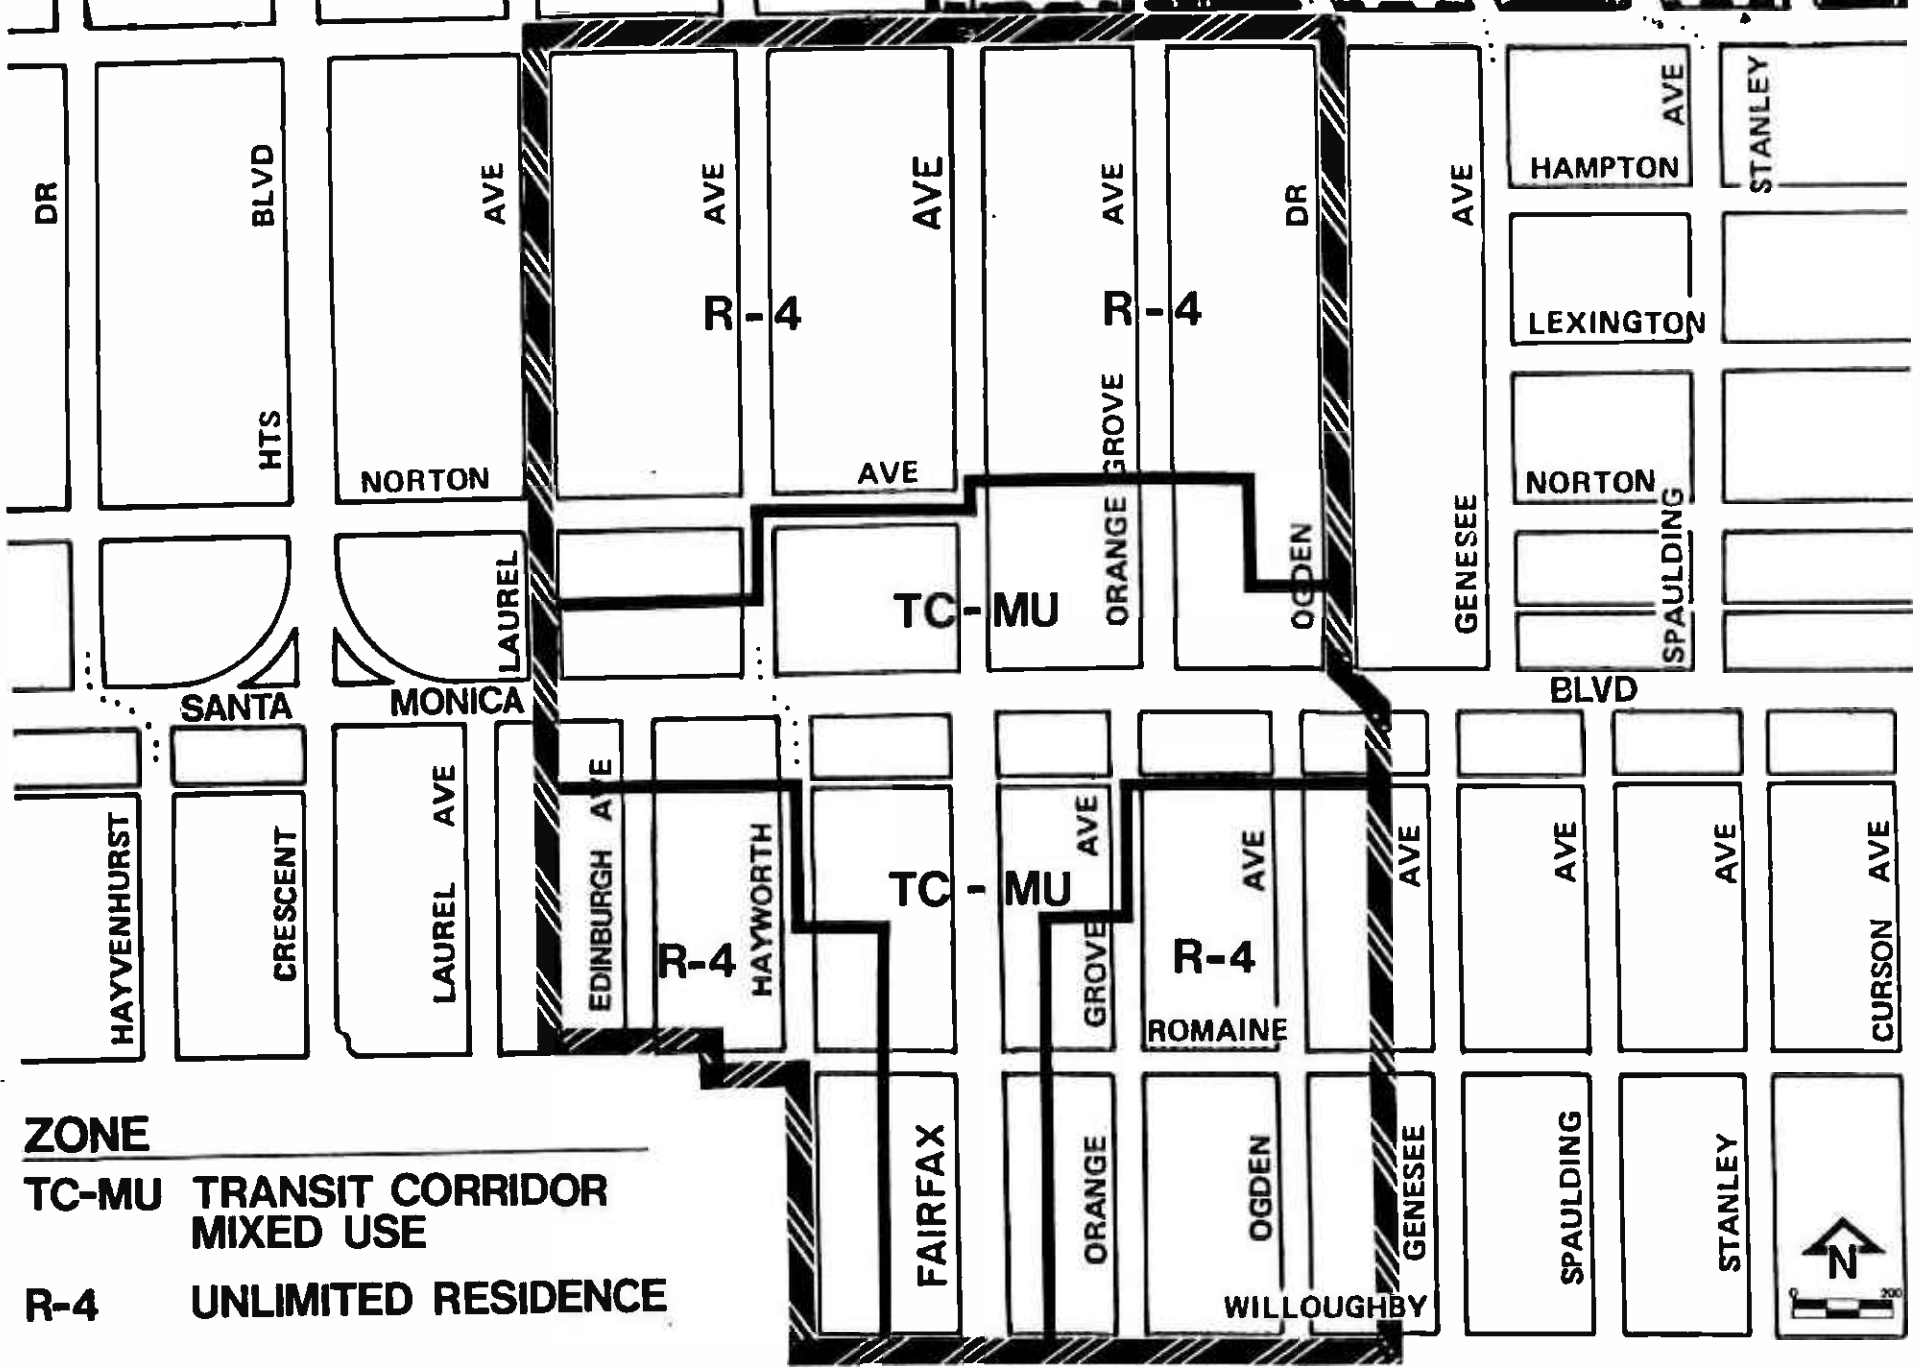 AVE
HAMPTON
STANLEY
DR
BLVD
AVE
AVE
AVE
AVE
DR
AVE
R-4
R-4
LEXINGTON
HTS
GROVE
NORTON
AVE
NORTON
ORANGE
OGDEN
GENESEE
SPAULDING
LAUREL
TC-MU
SANTA
MONICA
BLVD
HAYVENHURST
CRESCENT
LAUREL AVE
EDINBURGH AVE
HAYWORTH
TC-MU
GROVE AVE
AVE
AVE
AVE
AVE
CURSON AVE
R-4
R-4
ROMAINE
ZONE
TC-MU TRANSIT CORRIDOR
MIXED USE
R-4 UNLIMITED RESIDENCE
FAIRFAX
ORANGE
OGDEN
GENESEE
SPAULDING
STANLEY
WILLOUGHBY
N
0 200